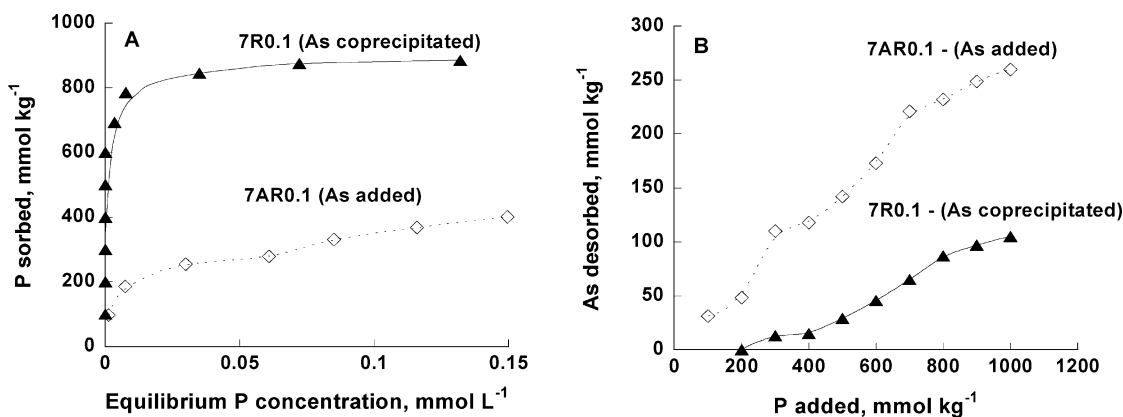 A
7R0.1 (As coprecipitated)
7AR0.1 (As added)
P sorbed, mmol kg-1
1000
800
600
400
200
0
0
0.05
0.1
0.15
Equilibrium P concentration, mmol L-1
B
7AR0.1 - (As added)
7R0.1 - (As coprecipitated)
As desorbed, mmol kg-1
300
250
200
150
100
50
0
0
200
400
600
800
1000
1200
P added, mmol kg-1